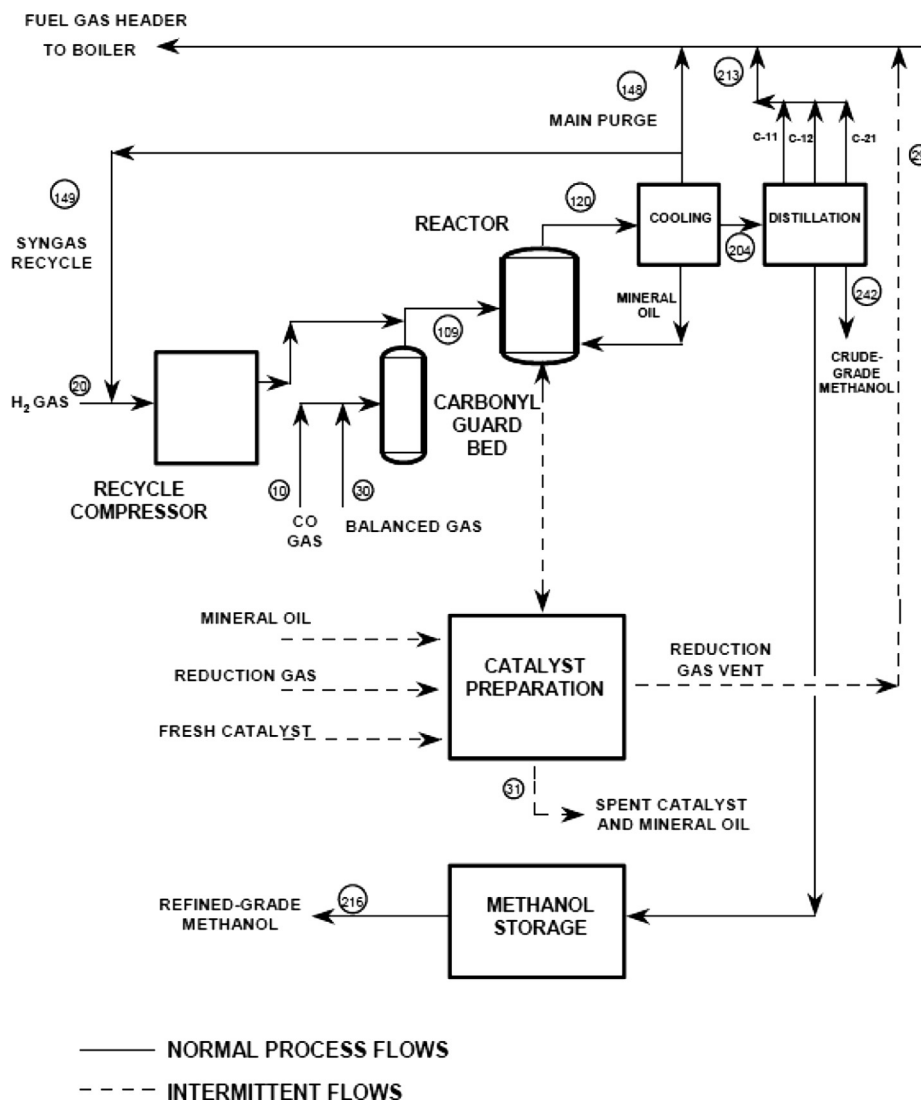 FUEL GAS HEADER
TO BOILER
213
148
MAIN PURGE
C-11
C-12
C-21
149
120
SYNGAS
RECYCLE
REACTOR
COOLING
DISTILLATION
204
MINERAL
OIL
242
109
CRUDE-
GRADE
METHANOL
20
H2 GAS
CARBONYL
GUARD
BED
RECYCLE
COMPRESSOR
10
30
CO
GAS
BALANCED GAS
MINERAL OIL
REDUCTION GAS
FRESH CATALYST
CATALYST
PREPARATION
REDUCTION
GAS VENT
31
SPENT CATALYST
AND MINERAL OIL
REFINED-GRADE
METHANOL
216
METHANOL
STORAGE
NORMAL PROCESS FLOWS
INTERMITTENT FLOWS